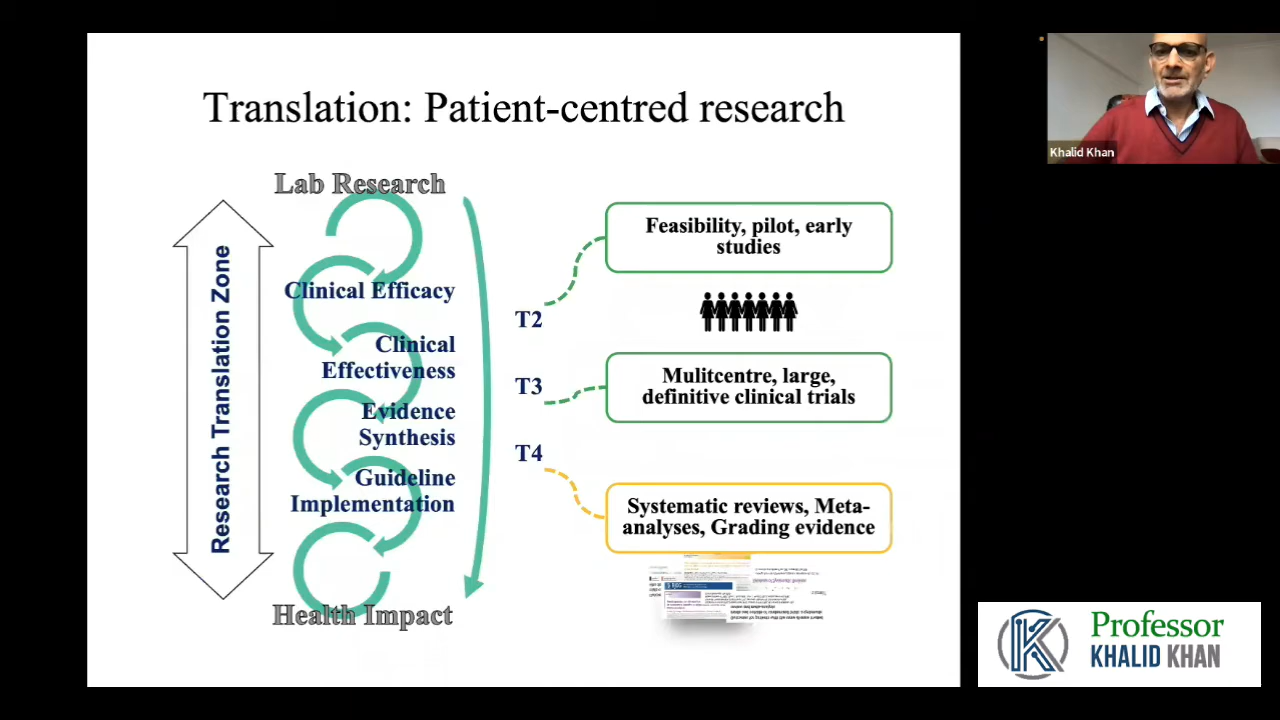 Translation: Patient-centred research
Lab Research
Research Translation Zone
Clinical Efficacy
Clinical
Effectiveness
Evidence
Synthesis
Guideline
Implementation
Health Impact
T2
T3
T4
Feasibility, pilot, early
studies
Mulitcentre, large,
definitive clinical trials
Systematic reviews, Meta-
analyses, Grading evidence
Khalid Khan
Professor
KHALID KHAN